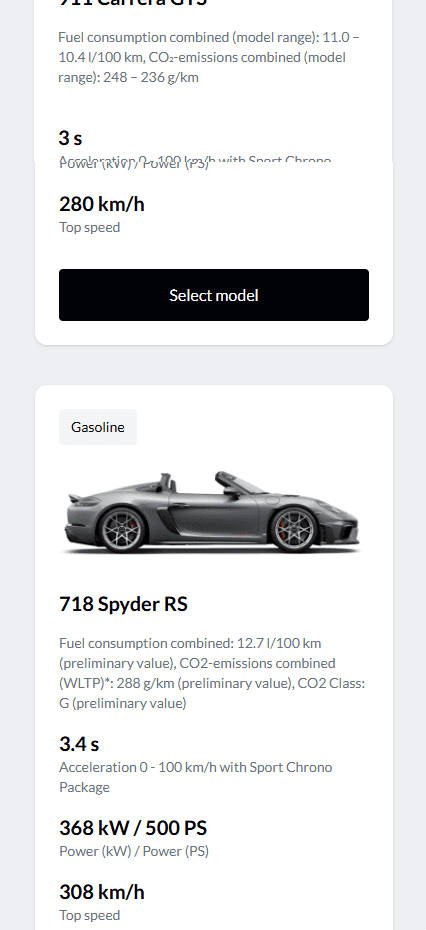 911 Carrera GTS
Fuel consumption combined (model range): 11.0 –
10.4 l/100 km, CO₂-emissions combined (model
range): 248 – 236 g/km
3 s
Acceleration 0 - 100 km/h with Sport Chrono
Power (kW) / Power (PS)
280 km/h
Top speed
Select model
Gasoline
718 Spyder RS
Fuel consumption combined: 12.7 l/100 km
(preliminary value), CO2-emissions combined
(WLTP)*: 288 g/km (preliminary value), CO2 Class:
G (preliminary value)
3.4 s
Acceleration 0 - 100 km/h with Sport Chrono
Package
368 kW / 500 PS
Power (kW) / Power (PS)
308 km/h
Top speed